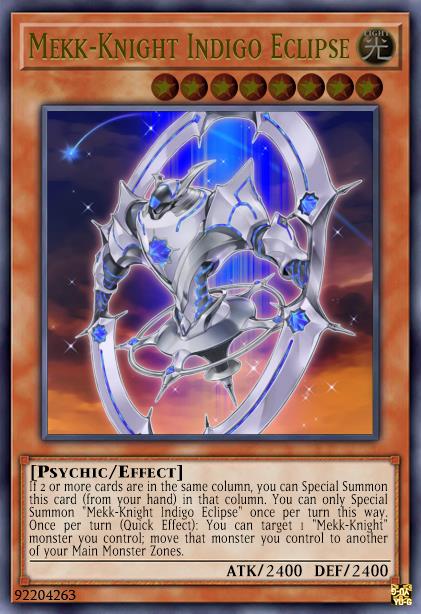 Mekk-Knight Indigo Eclipse
LIGHT
光
[Psychic/Effect]
If 2 or more cards are in the same column, you can Special Summon
this card (from your hand) in that column. You can only Special
Summon "Mekk-Knight Indigo Eclipse" once per turn this way.
Once per turn (Quick Effect): You can target 1 "Mekk-Knight"
monster you control; move that monster you control to another
of your Main Monster Zones.
ATK/2400 DEF/2400
92204263